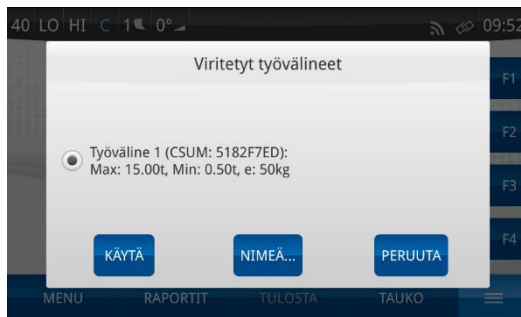 40 LO HI C 1 0° 09:52
Viritetyt työvälineet
F1
F2
Työväline 1 (CSUM: 5182F7ED):
Max: 15.00t, Min: 0.50t, e: 50kg
F3
F4
KÄYTÄ NIMEÄ... PERUUTA
MENU RAPORTIT TULOSTA TAUKO